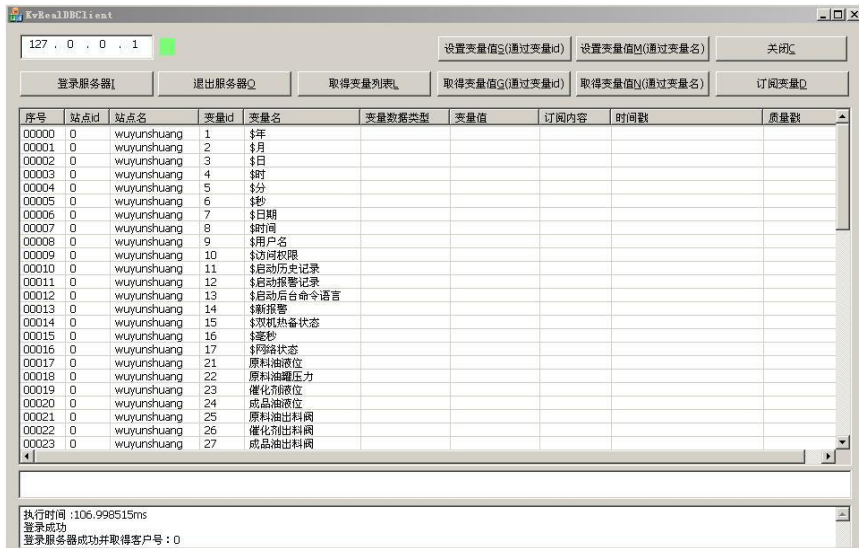 KvRealDBClient
127 . 0 . 0 . 1
设置变量值S(通过变量id) 设置变量值M(通过变量名) 关闭C
登录服务器I 退出服务器O 取得变量列表L 取得变量值G(通过变量id) 取得变量值N(通过变量名) 订阅变量D
序号 站点id 站点名 变量id 变量名 变量数据类型 变量值 订阅内容 时间戳 质量戳
00000 0 wuyunshuang 1 $年
00001 0 wuyunshuang 2 $月
00002 0 wuyunshuang 3 $日
00003 0 wuyunshuang 4 $时
00004 0 wuyunshuang 5 $分
00005 0 wuyunshuang 6 $秒
00006 0 wuyunshuang 7 $日期
00007 0 wuyunshuang 8 $时间
00008 0 wuyunshuang 9 $用户名
00009 0 wuyunshuang 10 $访问权限
00010 0 wuyunshuang 11 $启动历史记录
00011 0 wuyunshuang 12 $启动报警记录
00012 0 wuyunshuang 13 $启动后台命令语言
00013 0 wuyunshuang 14 $新报警
00014 0 wuyunshuang 15 $双机热备状态
00015 0 wuyunshuang 16 $毫秒
00016 0 wuyunshuang 17 $网络状态
00017 0 wuyunshuang 21 原料油液位
00018 0 wuyunshuang 22 原料油罐压力
00019 0 wuyunshuang 23 催化剂液位
00020 0 wuyunshuang 24 成品油液位
00021 0 wuyunshuang 25 原料油出料阀
00022 0 wuyunshuang 26 催化剂出料阀
00023 0 wuyunshuang 27 成品油出料阀
执行时间 :106.998515ms
登录成功
登录服务器成功并取得客户号：0